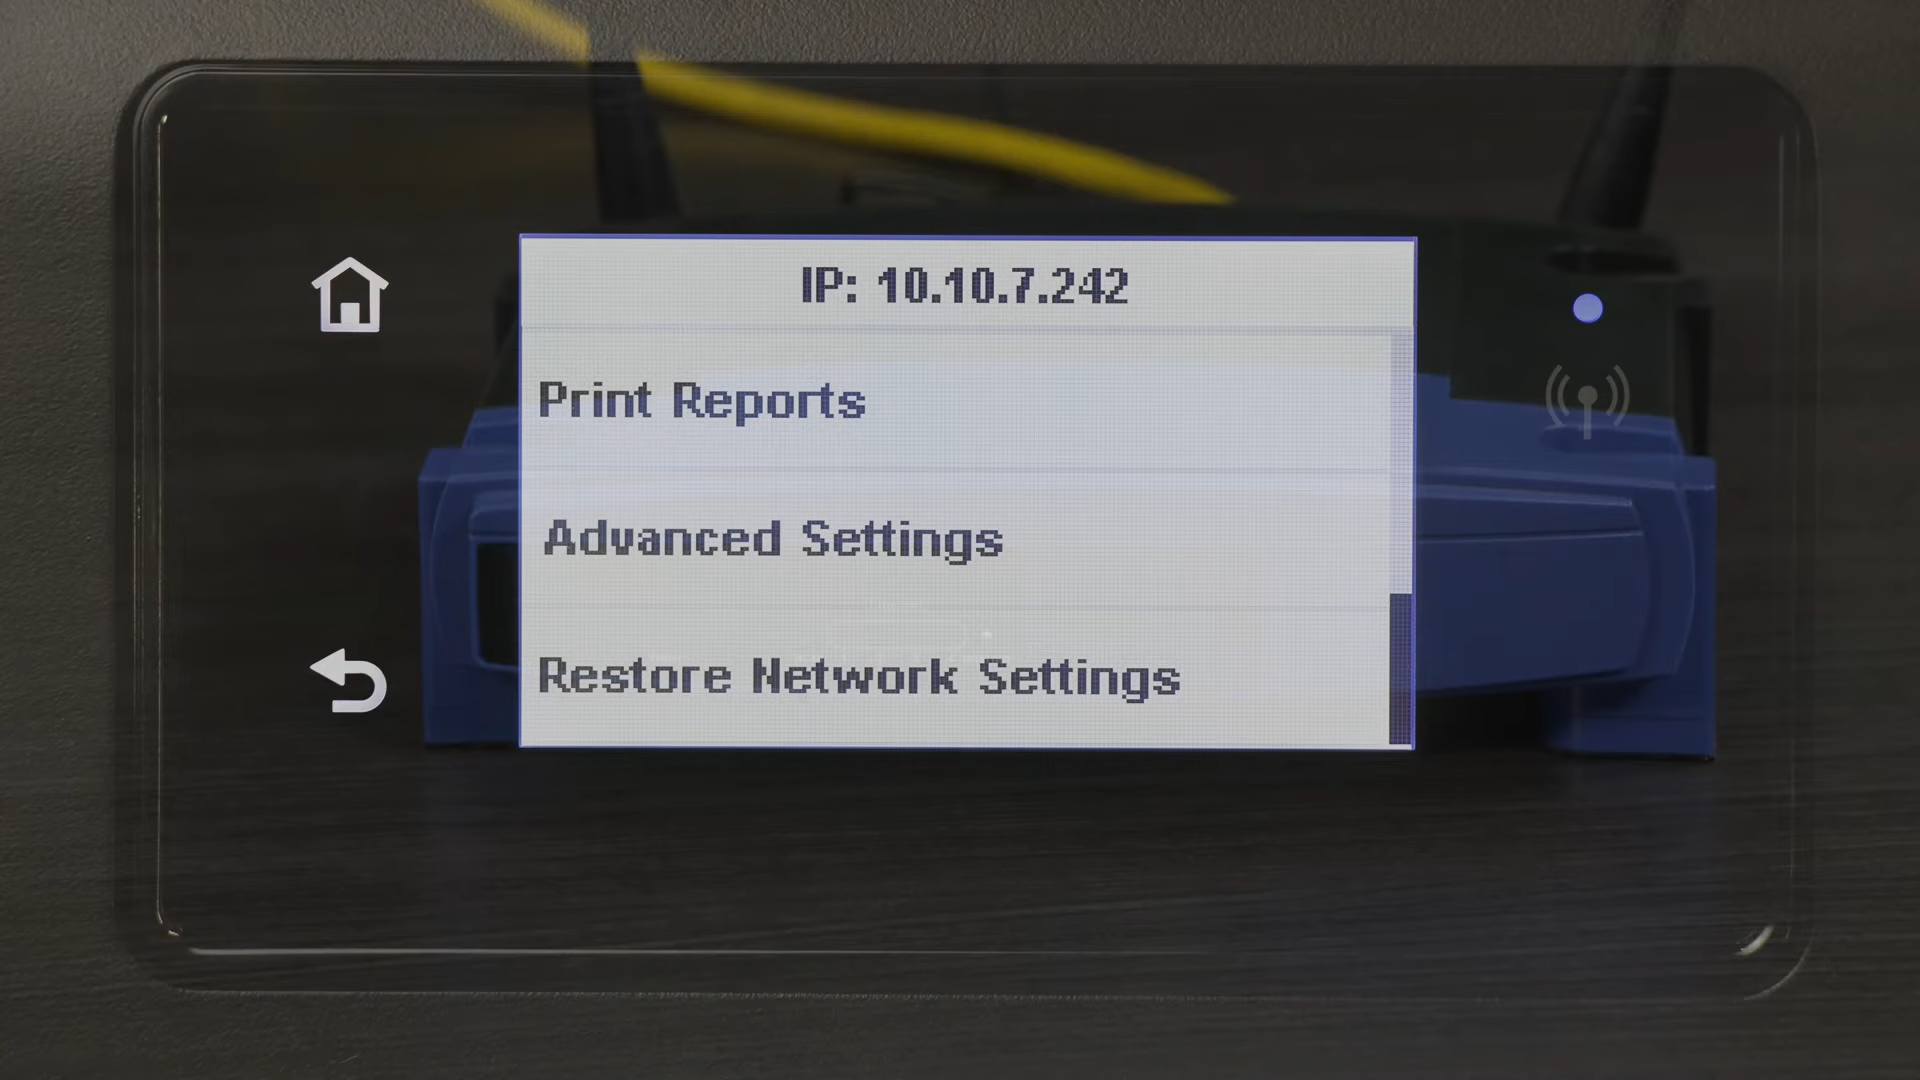 IP: 10.10.7.242
Print Reports
Advanced Settings
Restore Network Settings